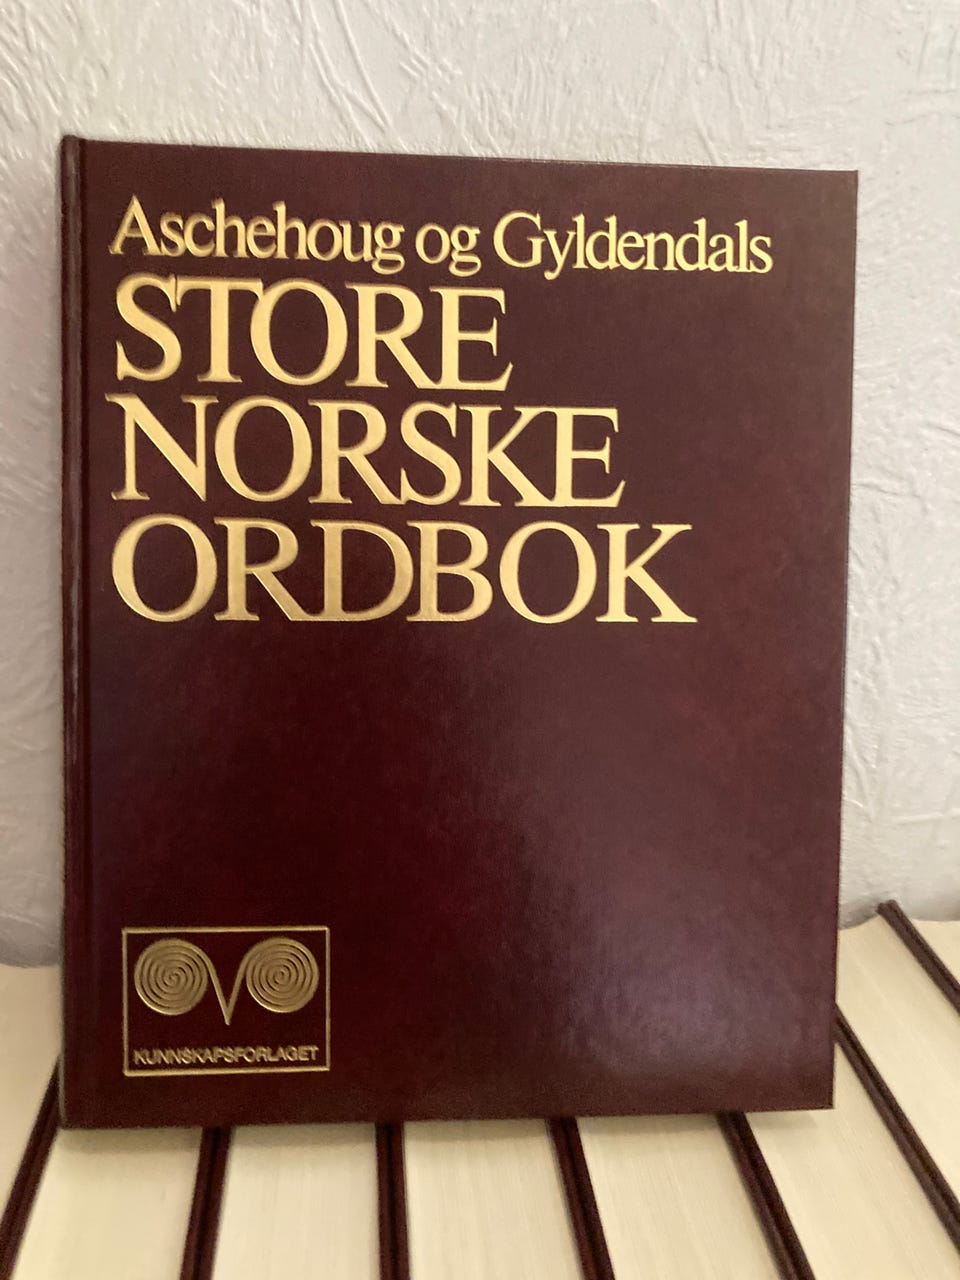 Aschehoug og Gyldendals
STORE
NORSKE
ORDBOK
KUNNSKAPSFORLAGET